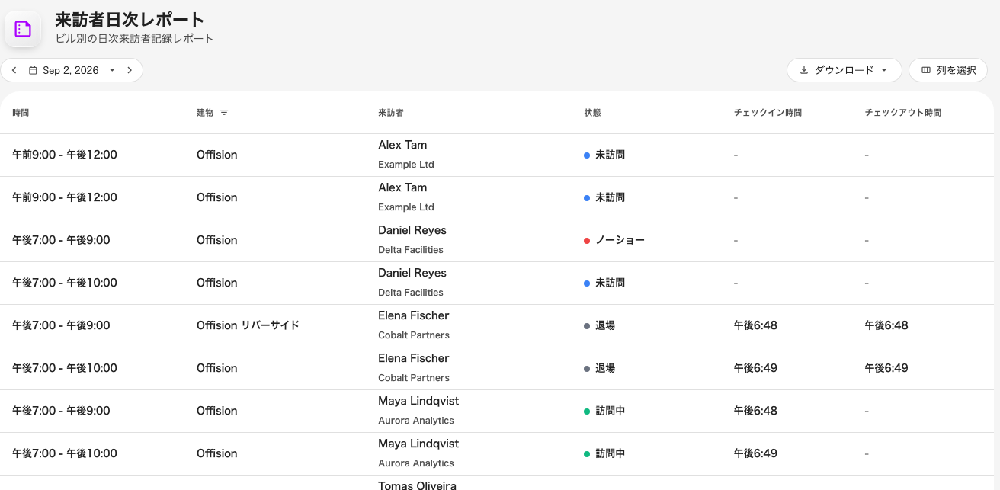 来訪者日次レポート
ビル別の日次来訪者記録レポート
Sep 2, 2026
ダウンロード
列を選択
時間 建物 来訪者 状態 チェックイン時間 チェックアウト時間
午前9:00 - 午後12:00 Offision Alex Tam 未訪問 - -
Example Ltd
午前9:00 - 午後12:00 Offision Alex Tam 未訪問 - -
Example Ltd
午後7:00 - 午後9:00 Offision Daniel Reyes ノーショー - -
Delta Facilities
午後7:00 - 午後10:00 Offision Daniel Reyes 未訪問 - -
Delta Facilities
午後7:00 - 午後9:00 Offision リバーサイド Elena Fischer 退場 午後6:48 午後6:48
Cobalt Partners
午後7:00 - 午後10:00 Offision Elena Fischer 退場 午後6:49 午後6:49
Cobalt Partners
午後7:00 - 午後9:00 Offision Maya Lindqvist 訪問中 午後6:48 -
Aurora Analytics
午後7:00 - 午後10:00 Offision Maya Lindqvist 訪問中 午後6:49 -
Aurora Analytics
Tomas Oliveira